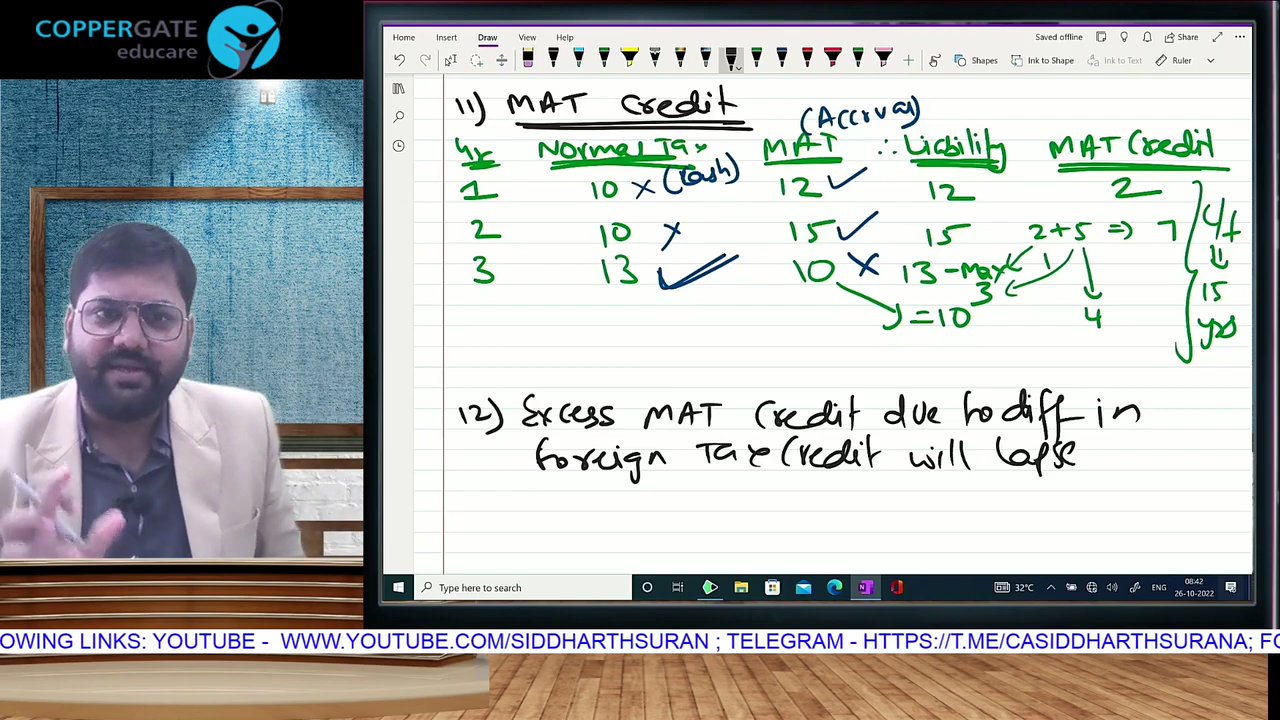 COPPERGATE
educare
Home Insert Draw View Help
Saved offline
Share
Shapes
Ink to Shape
Ink to Text
Ruler
11) MAT Credit
(Accrual)
Yr Normal Tax MAT ∴ Liability MAT Credit
1 10 × (Cash) 12 ✓ 12 2
2 10 × 15 ✓ 15 2+5 ⇒ 7
3 13 ✓ 10 × 13 - Max 1
3
= 10 4
C/f
15
yrs
12) Excess MAT Credit due to diff in
foreign Tax Credit will lapse
Type here to search
32°C
ENG
08:42
26-10-2022
OWING LINKS: YOUTUBE - WWW.YOUTUBE.COM/SIDDHARTHSURAN ; TELEGRAM - HTTPS://T.ME/CASIDDHARTHSURANA; FO